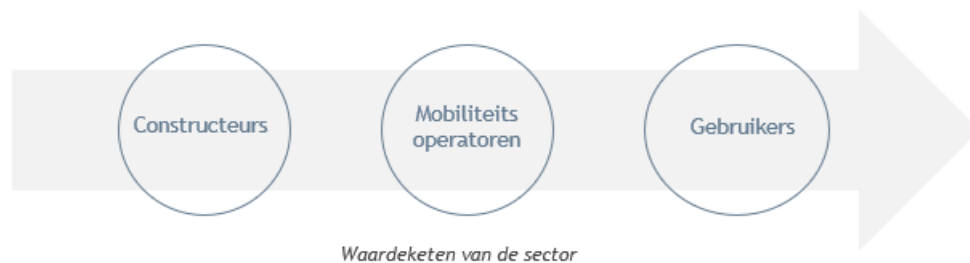 Constructeurs
Mobiliteits
operatoren
Gebruikers
Waardeketen van de sector